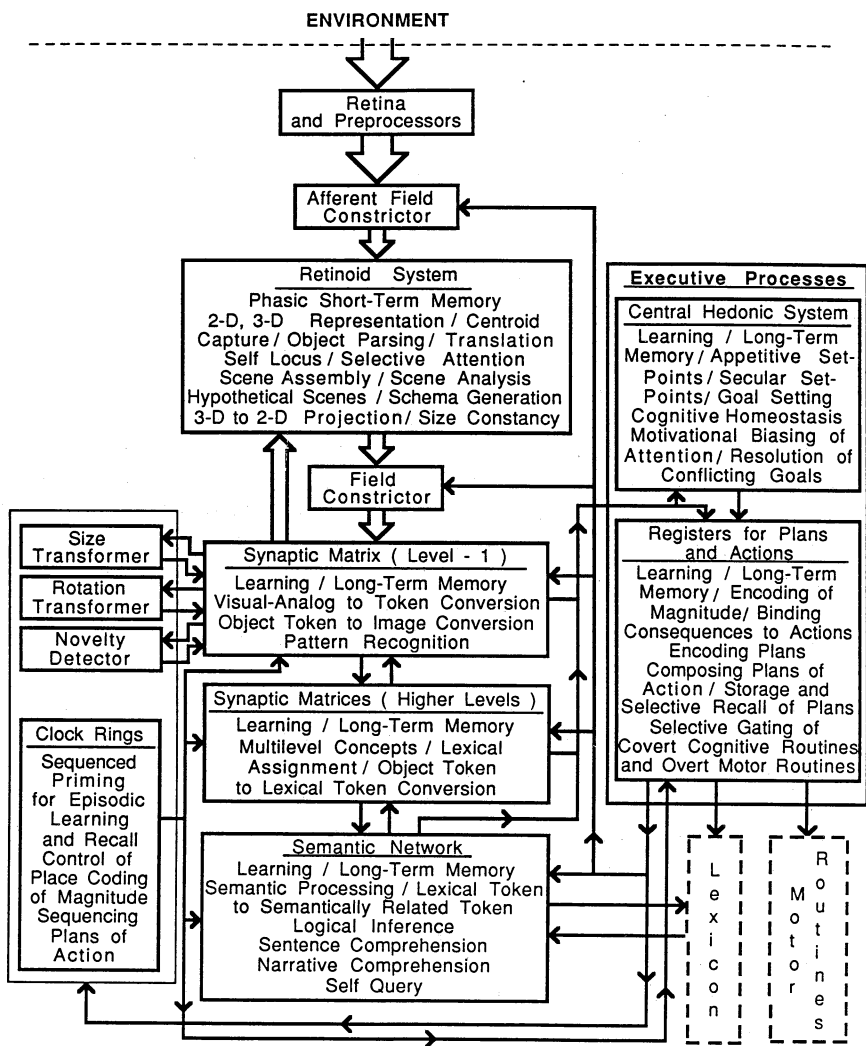 ENVIRONMENT
Retina
and Preprocessors
Afferent Field
Constrictor
Retinoid System
Phasic Short-Term Memory
2-D, 3-D Representation / Centroid
Capture / Object Parsing / Translation
Self Locus / Selective Attention
Scene Assembly / Scene Analysis
Hypothetical Scenes / Schema Generation
3-D to 2-D Projection / Size Constancy
Field
Constrictor
Executive Processes
Central Hedonic System
Learning / Long-Term
Memory / Appetitive Set-
Points / Secular Set-
Points / Goal Setting
Cognitive Homeostasis
Motivational Biasing of
Attention / Resolution of
Conflicting Goals
Registers for Plans
and Actions
Learning / Long-Term
Memory / Encoding of
Magnitude / Binding
Consequences to Actions
Encoding Plans
Composing Plans of
Action / Storage and
Selective Recall of Plans
Selective Gating of
Covert Cognitive Routines
and Overt Motor Routines
Size
Transformer
Rotation
Transformer
Novelty
Detector
Synaptic Matrix ( Level - 1 )
Learning / Long-Term Memory
Visual-Analog to Token Conversion
Object Token to Image Conversion
Pattern Recognition
Synaptic Matrices ( Higher Levels )
Learning / Long-Term Memory
Multilevel Concepts / Lexical
Assignment / Object Token
to Lexical Token Conversion
Clock Rings
Sequenced
Priming
for Episodic
Learning
and Recall
Control of
Place Coding
of Magnitude
Sequencing
Plans of
Action
Semantic Network
Learning / Long-Term Memory
Semantic Processing / Lexical Token
to Semantically Related Token
Logical Inference
Sentence Comprehension
Narrative Comprehension
Self Query
Lexicon
Motor
Routines